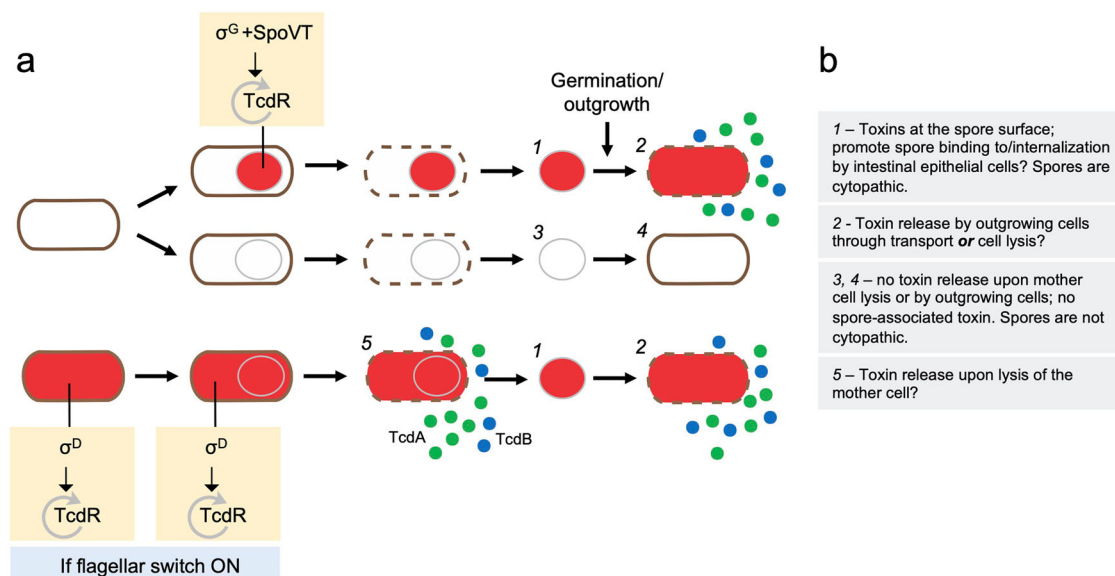 a
σG +SpoVT
TcdR
Germination/
outgrowth
1
2
3
4
5
1
2
TcdA
TcdB
σD
TcdR
σD
TcdR
If flagellar switch ON
b
1 – Toxins at the spore surface;
promote spore binding to/internalization
by intestinal epithelial cells? Spores are
cytopathic.
2 - Toxin release by outgrowing cells
through transport or cell lysis?
3, 4 – no toxin release upon mother
cell lysis or by outgrowing cells; no
spore-associated toxin. Spores are not
cytopathic.
5 – Toxin release upon lysis of the
mother cell?